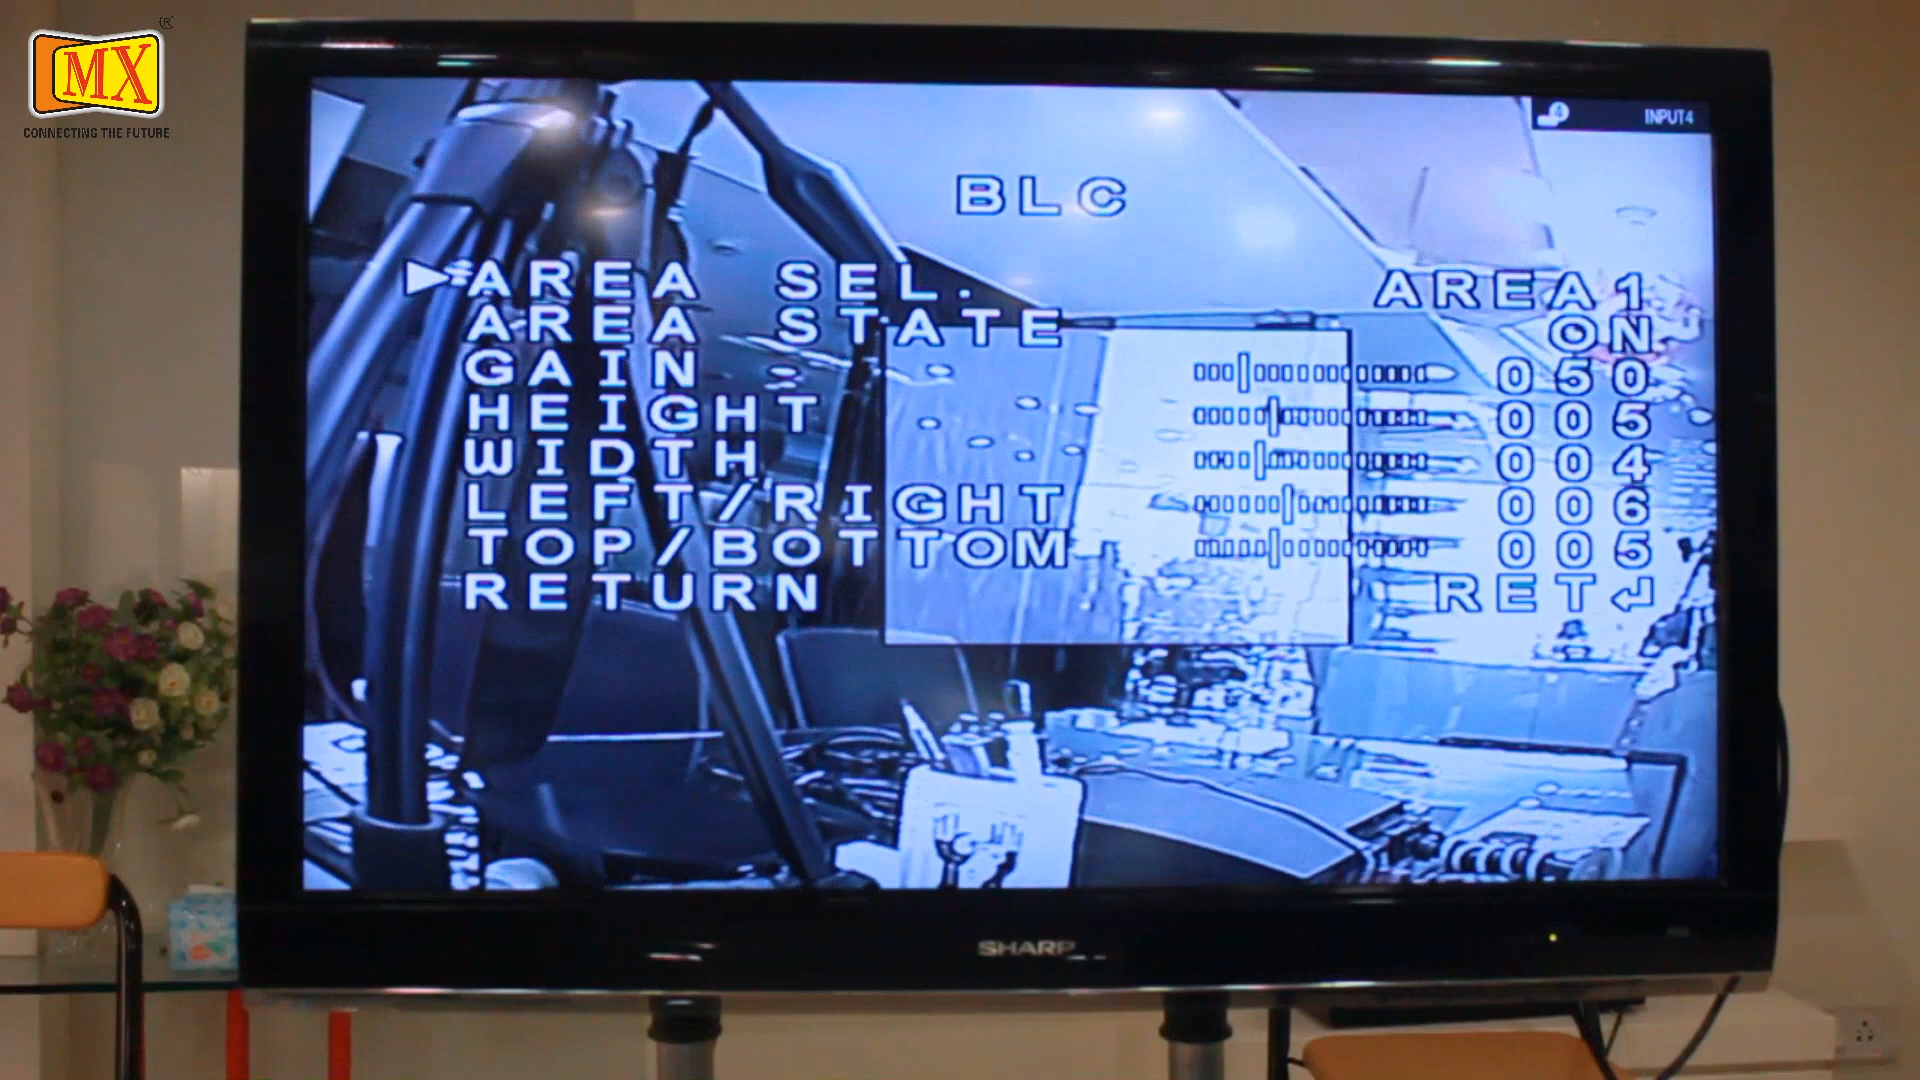 MX
CONNECTING THE FUTURE
INPUT4
BLC
►AREA SEL. AREA1
AREA STATE ON
GAIN 050
HEIGHT 005
WIDTH 004
LEFT/RIGHT 006
TOP/BOTTOM 005
RETURN RET↵
SHARP